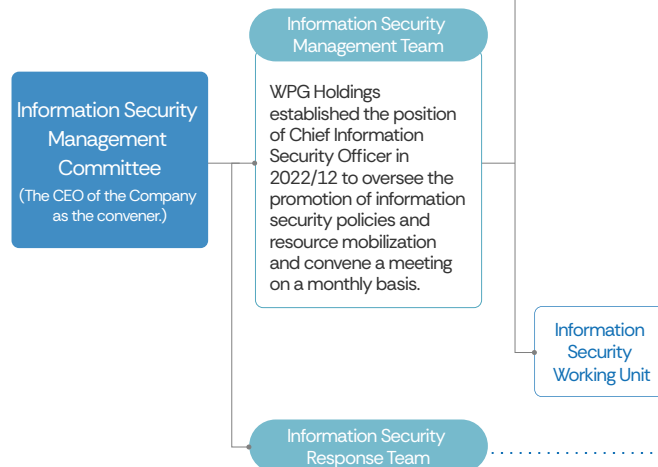 Information Security
Management Team
Information Security
Management
Committee
(The CEO of the Company
as the convener.)
WPG Holdings
established the position
of Chief Information
Security Officer in
2022/12 to oversee the
promotion of information
security policies and
resource mobilization
and convene a meeting
on a monthly basis.
Information
Security
Working Unit
Information Security
Response Team